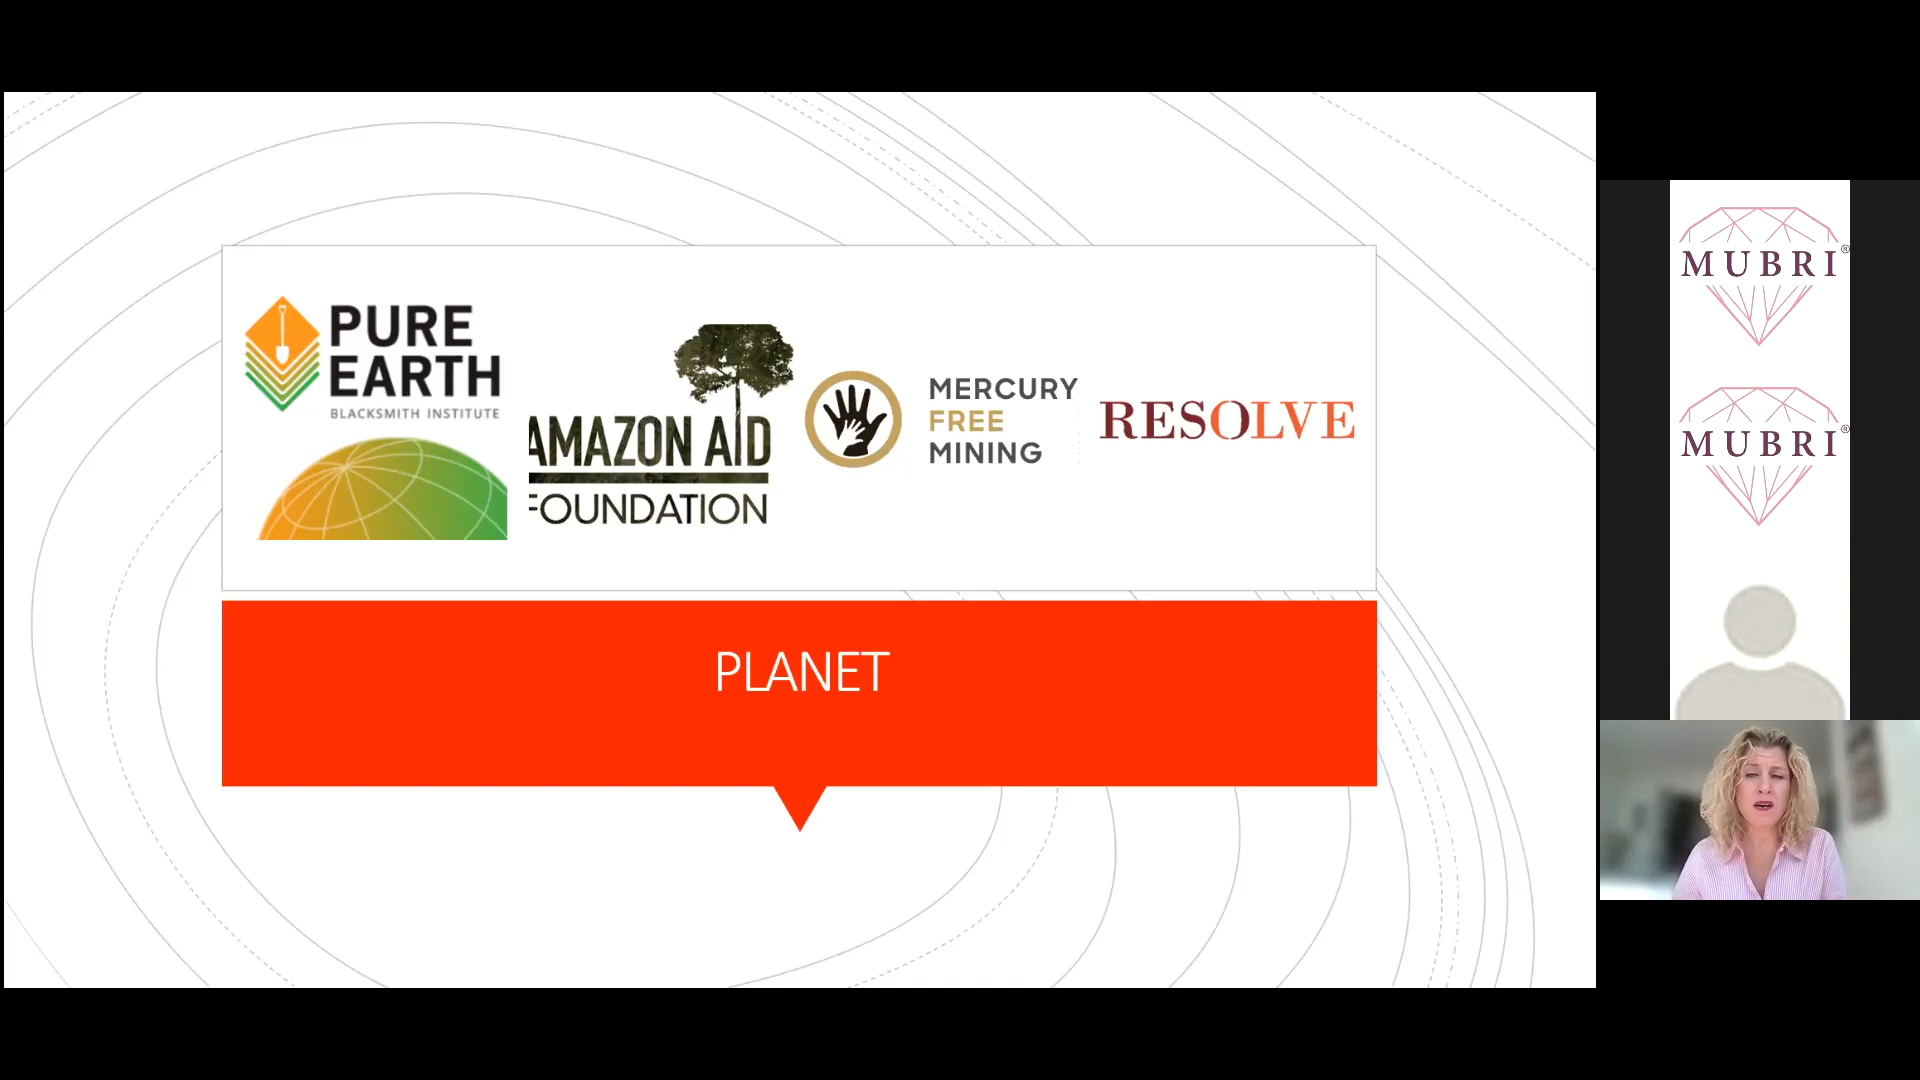 PURE
EARTH
BLACKSMITH INSTITUTE
AMAZON AID
FOUNDATION
MERCURY
FREE
MINING
RESOLVE
PLANET
MUBRI®
MUBRI®